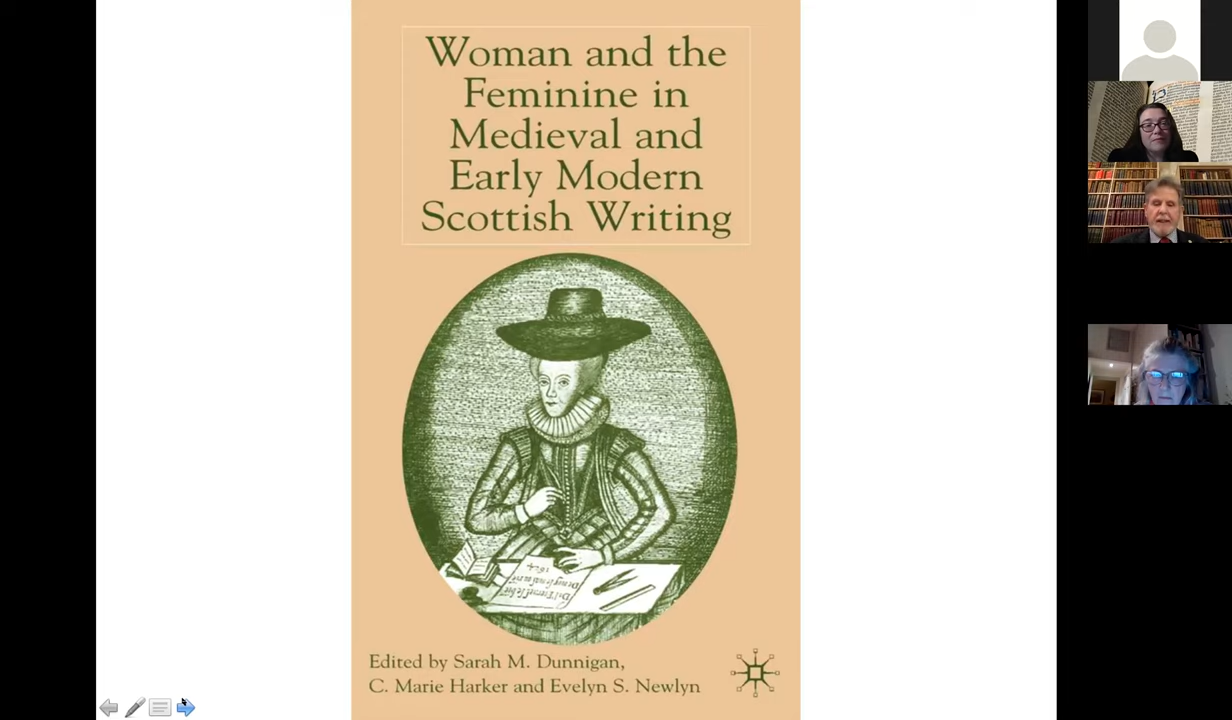 Woman and the
Feminine in
Medieval and
Early Modern
Scottish Writing
1624
Edited by Sarah M. Dunnigan,
C. Marie Harker and Evelyn S. Newlyn